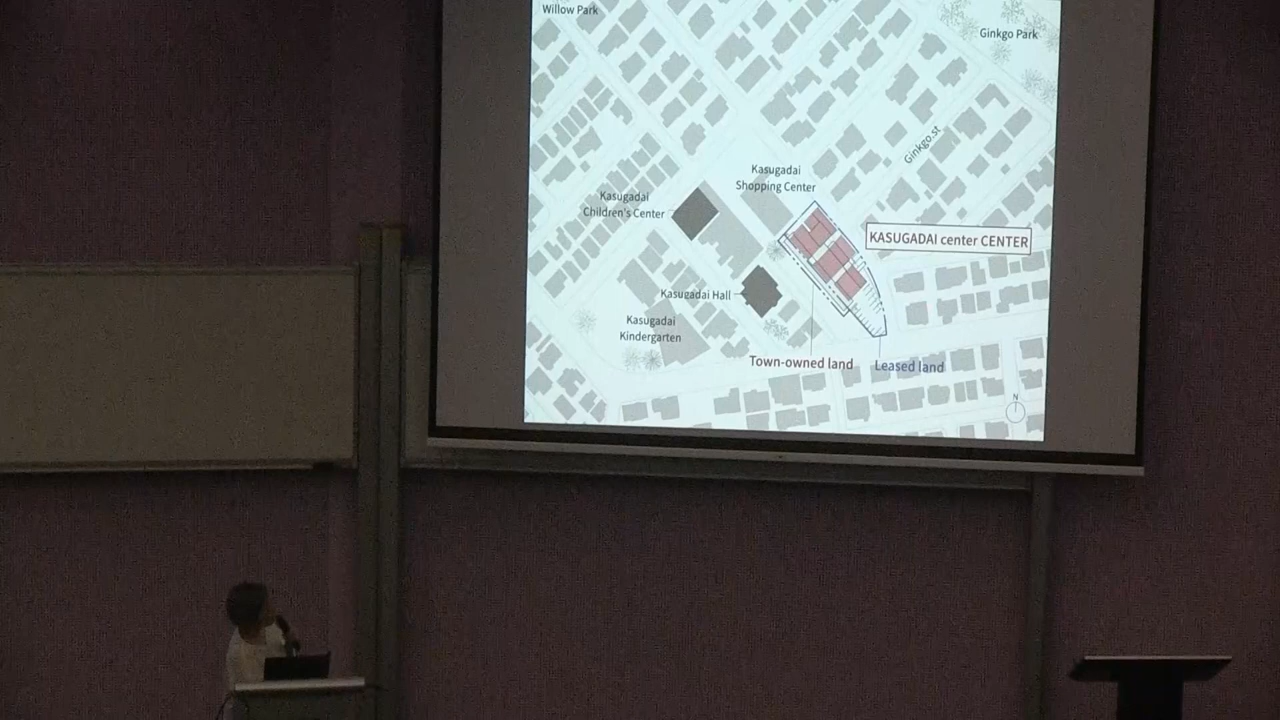 Willow Park
Ginkgo Park
Ginkgo.st
Kasugadai
Shopping Center
Kasugadai
Children's Center
KASUGADAI center CENTER
Kasugadai Hall
Kasugadai
Kindergarten
Town-owned land
Leased land
N